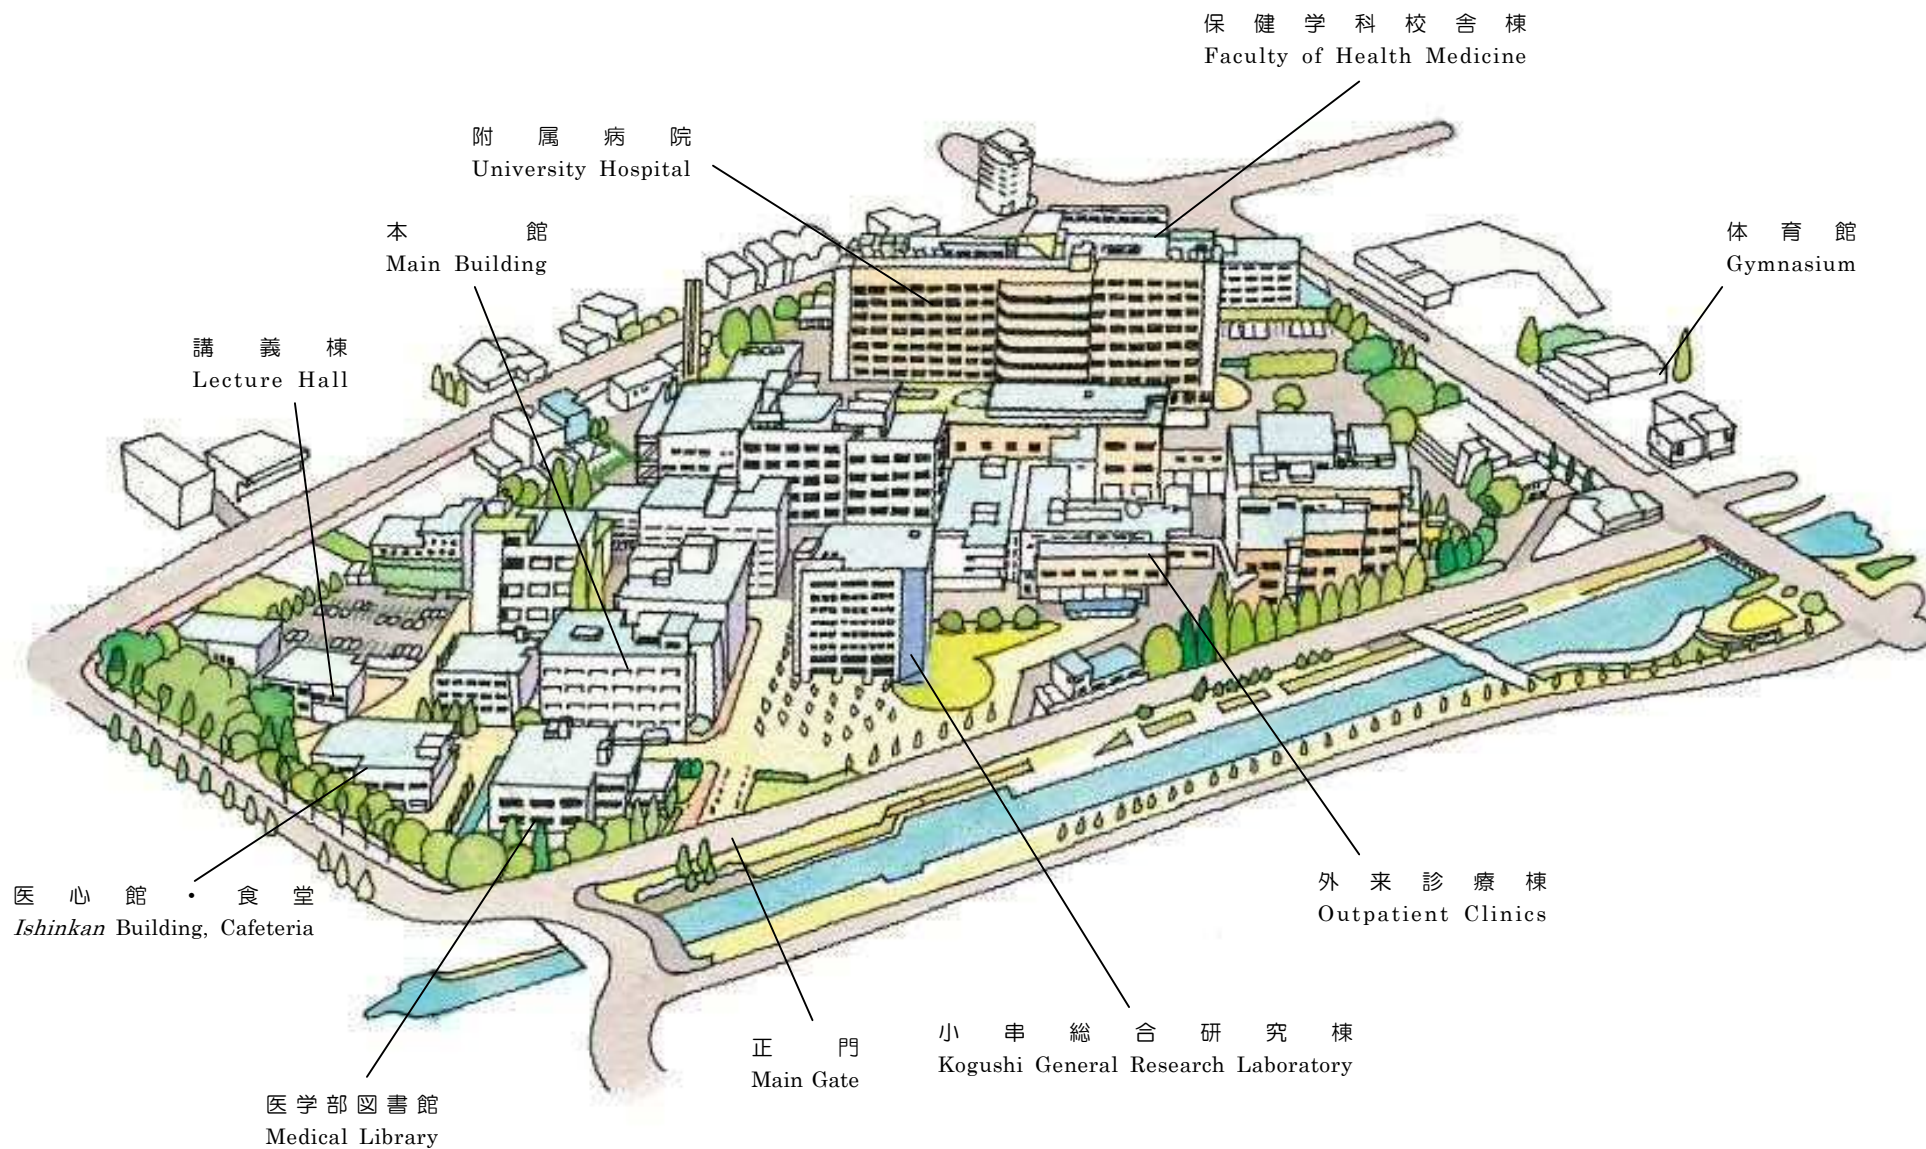 保健学科校舎棟
Faculty of Health Medicine
附属病院
University Hospital
本館
Main Building
体育館
Gymnasium
講義棟
Lecture Hall
医心館・食堂
Ishinkan Building, Cafeteria
外来診療棟
Outpatient Clinics
小串総合研究棟
Kogushi General Research Laboratory
正門
Main Gate
医学部図書館
Medical Library